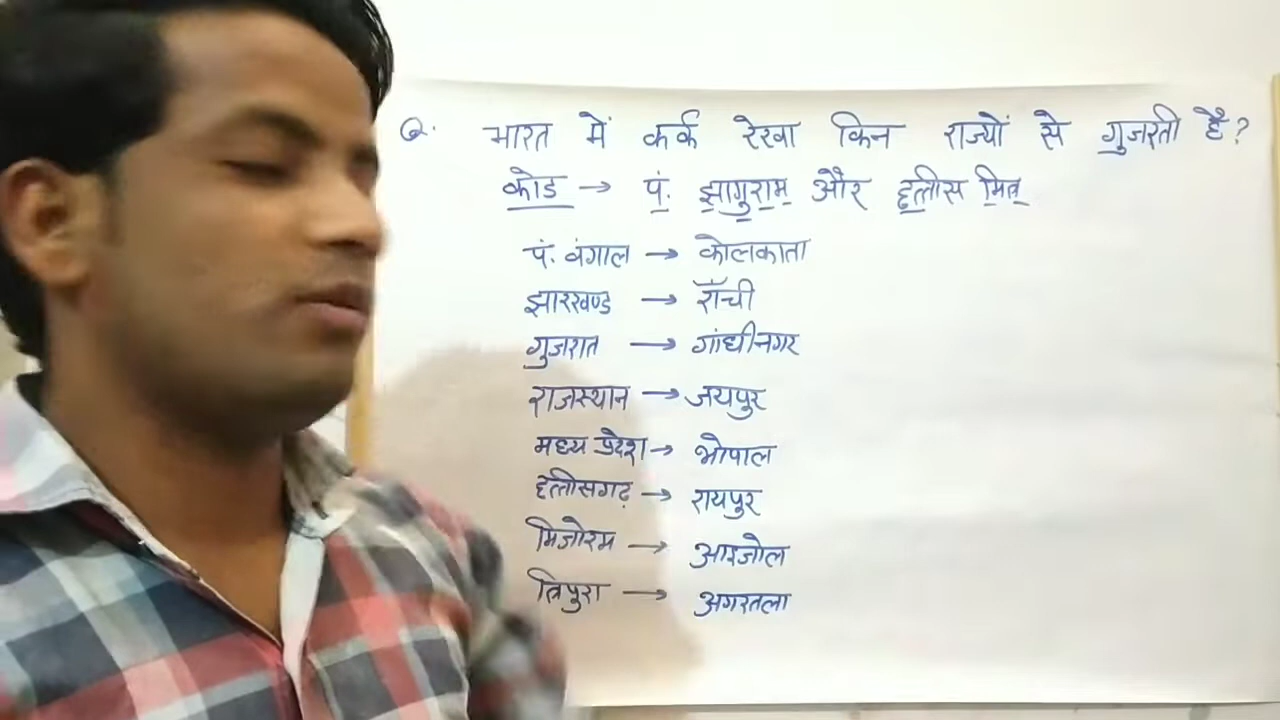 Q. भारत में कर्क रेखा किन राज्यों से गुजरती है?
कोड → पं. झागुराम और छत्तीस मित्र
पं. बंगाल → कोलकाता
झारखण्ड → राँची
गुजरात → गांधीनगर
राजस्थान → जयपुर
मध्य प्रदेश → भोपाल
छत्तीसगढ़ → रायपुर
मिजोरम → आइजोल
त्रिपुरा → अगरतला